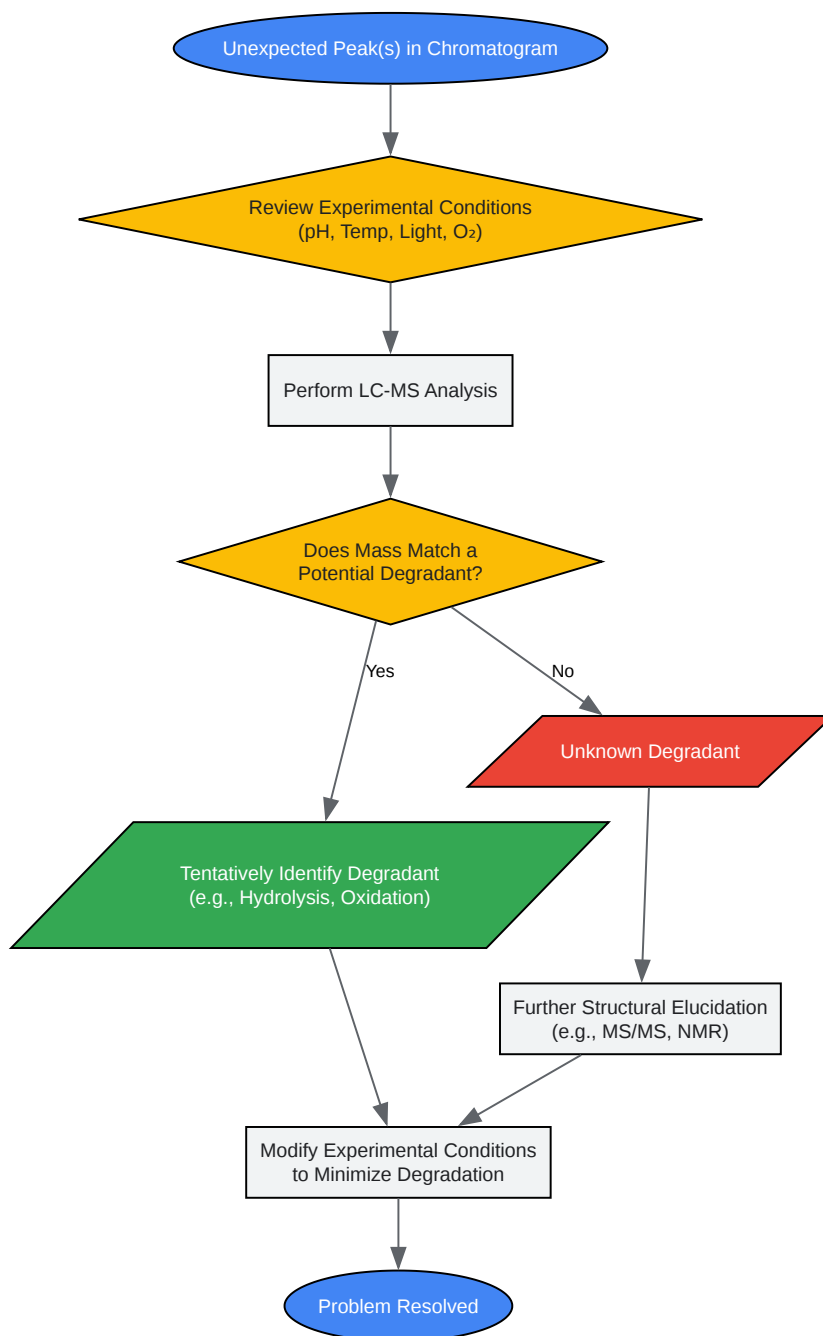 Unexpected Peak(s) in Chromatogram
Review Experimental Conditions
(pH, Temp, Light, O₂)
Perform LC-MS Analysis
Does Mass Match a
Potential Degradant?
Yes
No
Unknown Degradant
Tentatively Identify Degradant
(e.g., Hydrolysis, Oxidation)
Further Structural Elucidation
(e.g., MS/MS, NMR)
Modify Experimental Conditions
to Minimize Degradation
Problem Resolved